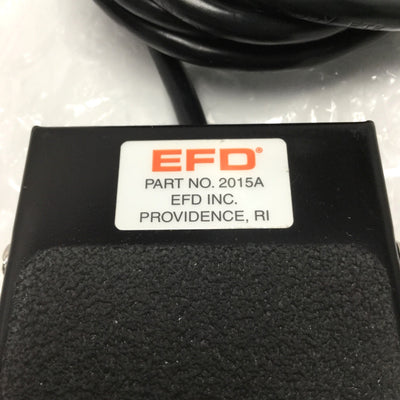 EFD®
PART NO. 2015A
EFD INC.
PROVIDENCE, RI